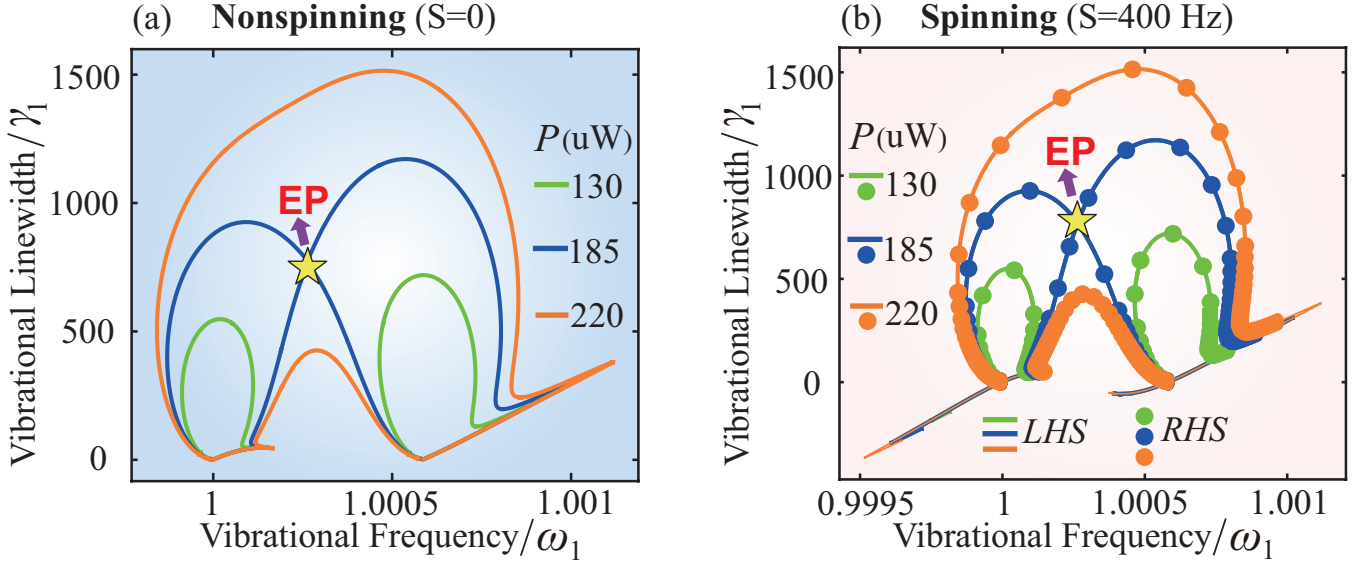 (a) Nonspinning (S=0)
1500
1000
500
0
Vibrational Linewidth/γ1
P(uW)
130
185
220
EP
1 1.00005 1.001
Vibrational Frequency/ω1
(b) Spinning (S=400 Hz)
1500
1000
500
0
Vibrational Linewidth/γ1
P(uW)
130
185
220
EP
LHS RHS
0.9995 1 1.0005 1.001
Vibrational Frequency/ω1